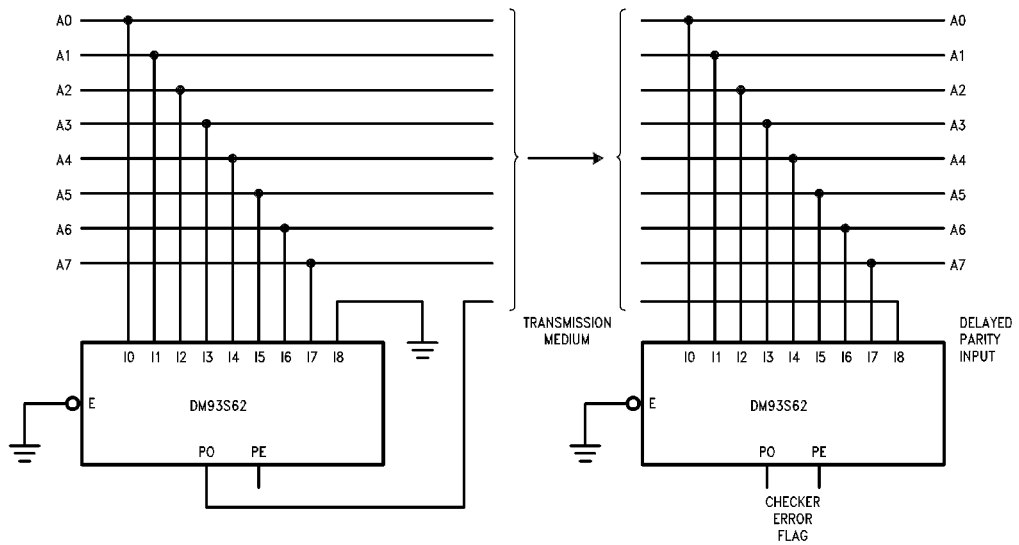 A0 A0
A1 A1
A2 A2
A3 A3
A4 A4
A5 A5
A6 A6
A7 A7
TRANSMISSION
MEDIUM
DELAYED
PARITY
INPUT
I0 I1 I2 I3 I4 I5 I6 I7 I8
E
DM93S62
PO PE
I0 I1 I2 I3 I4 I5 I6 I7 I8
E
DM93S62
PO PE
CHECKER
ERROR
FLAG